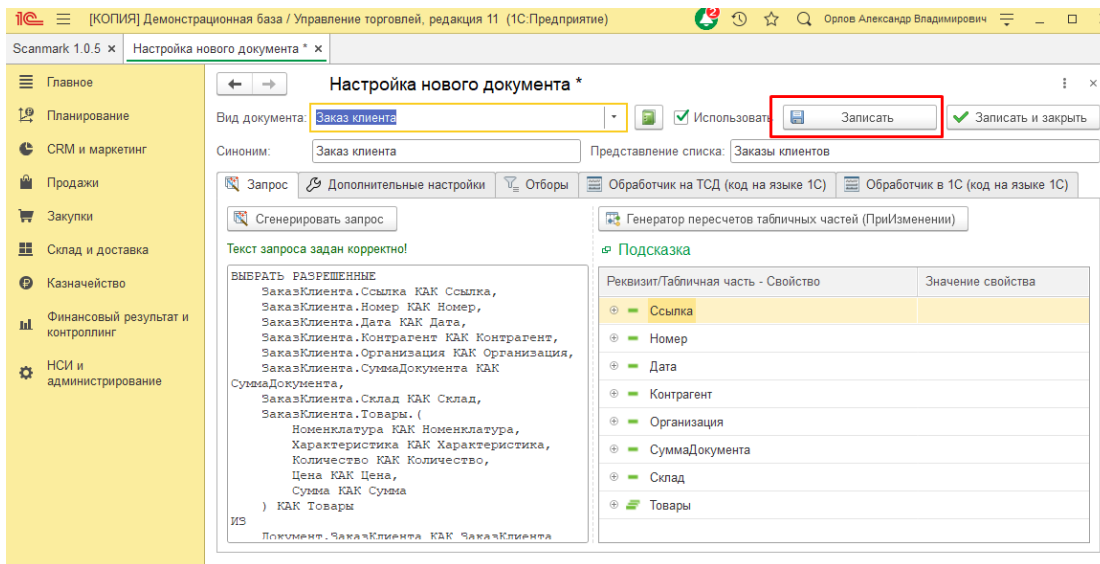 1С [КОПИЯ] Демонстрационная база / Управление торговлей, редакция 11 (1С:Предприятие) 2 Орлов Александр Владимирович
Scanmark 1.0.5 × Настройка нового документа * ×
Главное
Планирование
CRM и маркетинг
Продажи
Закупки
Склад и доставка
Казначейство
Финансовый результат и
контроллинг
НСИ и
администрирование
Настройка нового документа *
Вид документа: Заказ клиента Использовать Записать Записать и закрыть
Синоним: Заказ клиента Представление списка: Заказы клиентов
Запрос Дополнительные настройки Отборы Обработчик на ТСД (код на языке 1С) Обработчик в 1С (код на языке 1С)
Сгенерировать запрос Генератор пересчетов табличных частей (ПриИзменении)
Текст запроса задан корректно! Подсказка
ВЫБРАТЬ РАЗРЕШЕННЫЕ
ЗаказКлиента.Ссылка КАК Ссылка,
ЗаказКлиента.Номер КАК Номер,
ЗаказКлиента.Дата КАК Дата,
ЗаказКлиента.Контрагент КАК Контрагент,
ЗаказКлиента.Организация КАК Организация,
ЗаказКлиента.СуммаДокумента КАК
СуммаДокумента,
ЗаказКлиента.Склад КАК Склад,
ЗаказКлиента.Товары.(
Номенклатура КАК Номенклатура,
Характеристика КАК Характеристика,
Количество КАК Количество,
Цена КАК Цена,
Сумма КАК Сумма
) КАК Товары
ИЗ
Документ.ЗаказКлиента КАК ЗаказКлиента
Реквизит/Табличная часть - Свойство Значение свойства
Ссылка
Номер
Дата
Контрагент
Организация
СуммаДокумента
Склад
Товары